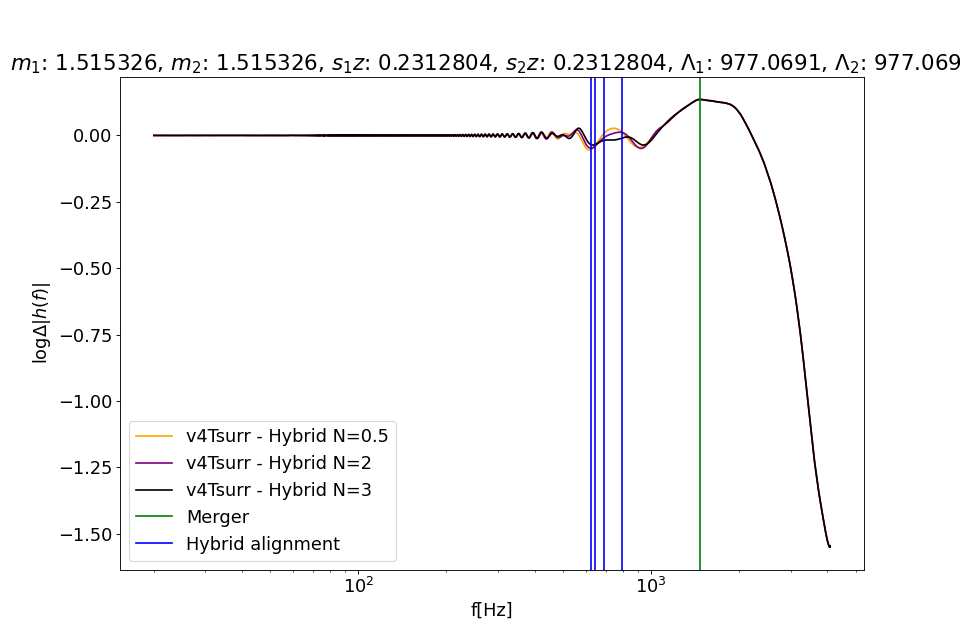 m₁: 1.515326, m₂: 1.515326, s₁z: 0.2312804, s₂z: 0.2312804, Λ₁: 977.0691, Λ₂: 977.069
0.00
−0.25
−0.50
−0.75
−1.00
−1.25
−1.50
logΔ|h(f)|
v4Tsurr - Hybrid N=0.5
v4Tsurr - Hybrid N=2
v4Tsurr - Hybrid N=3
Merger
Hybrid alignment
10² 10³
f[Hz]